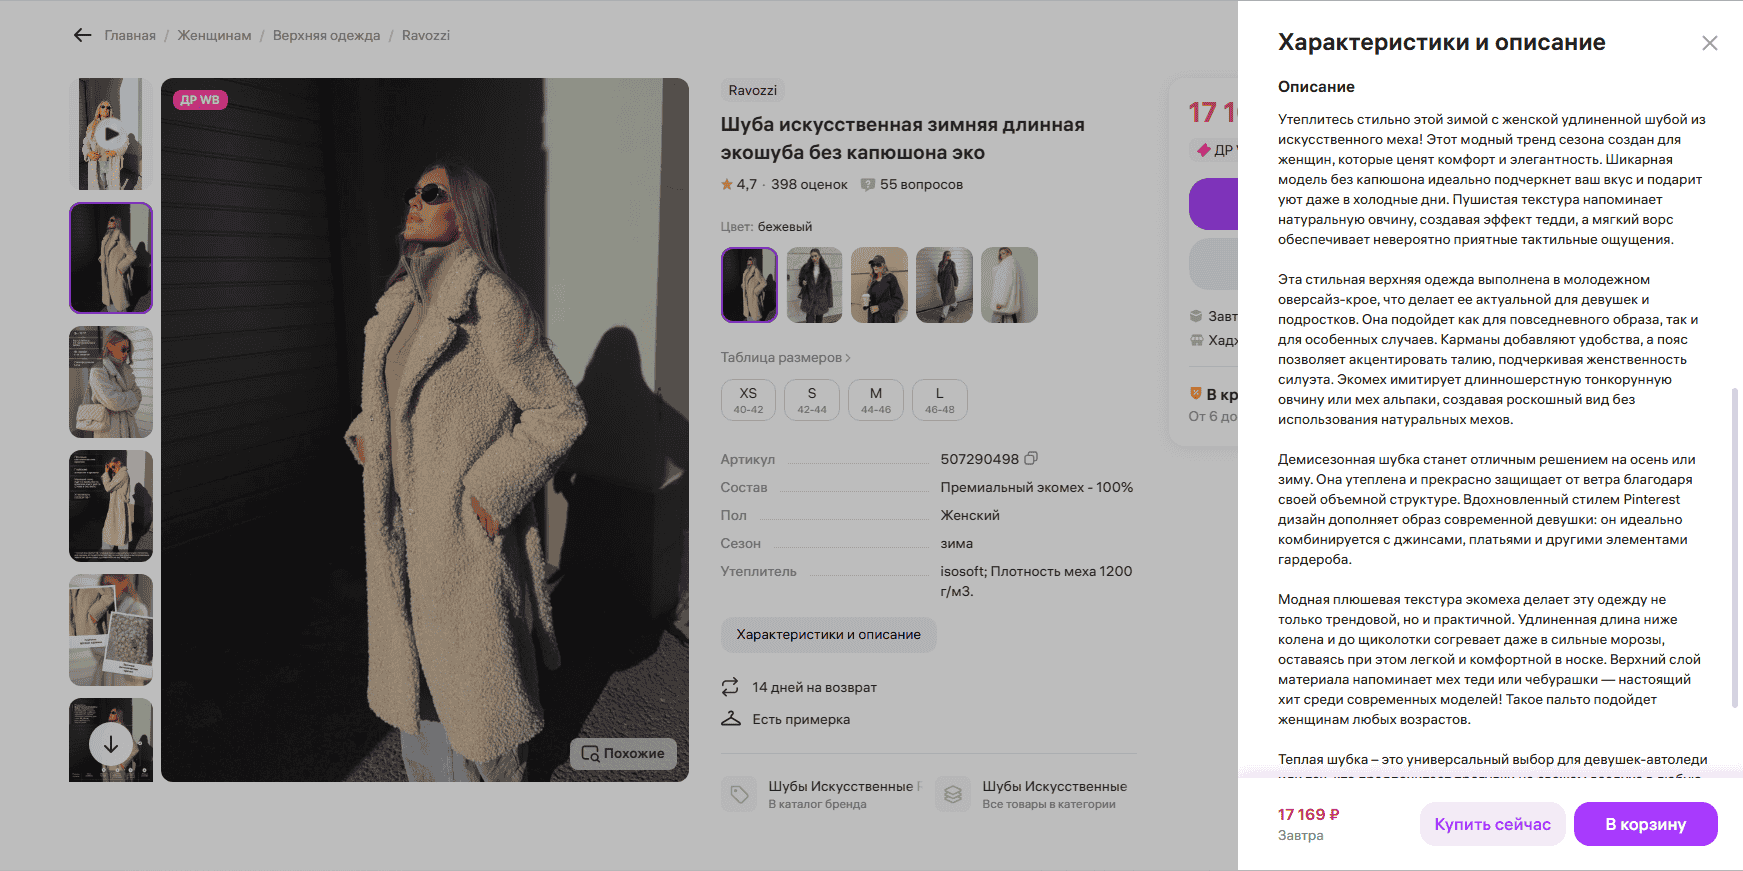 Главная / Женщинам / Верхняя одежда / Ravozzi
ДР WB
Похожие
Ravozzi
Шуба искусственная зимняя длинная
экошуба без капюшона эко
4,7 · 398 оценок 55 вопросов
Цвет: бежевый
Таблица размеров
XS S M L
40-42 42-44 44-46 46-48
Артикул 507290498
Состав Премиальный экомех - 100%
Пол Женский
Сезон зима
Утеплитель isosoft; Плотность меха 1200
г/м3.
Характеристики и описание
14 дней на возврат
Есть примерка
Шубы Искусственные
В каталог бренда
Шубы Искусственные
Все товары в категории
ДР
От 6 до
Характеристики и описание
Описание
Утеплитесь стильно этой зимой с женской удлиненной шубой из
искусственного меха! Этот модный тренд сезона создан для
женщин, которые ценят комфорт и элегантность. Шикарная
модель без капюшона идеально подчеркнет ваш вкус и подарит
уют даже в холодные дни. Пушистая текстура напоминает
натуральную овчину, создавая эффект тедди, а мягкий ворс
обеспечивает невероятно приятные тактильные ощущения.
Эта стильная верхняя одежда выполнена в молодежном
оверсайз-крое, что делает ее актуальной для девушек и
подростков. Она подойдет как для повседневного образа, так и
для особенных случаев. Карманы добавляют удобства, а пояс
позволяет акцентировать талию, подчеркивая женственность
силуэта. Экомех имитирует длинношерстную тонкорунную
овчину или мех альпаки, создавая роскошный вид без
использования натуральных мехов.
Демисезонная шубка станет отличным решением на осень или
зиму. Она утеплена и прекрасно защищает от ветра благодаря
своей объемной структуре. Вдохновленный стилем Pinterest
дизайн дополняет образ современной девушки: он идеально
комбинируется с джинсами, платьями и другими элементами
гардероба.
Модная плюшевая текстура экомеха делает эту одежду не
только трендовой, но и практичной. Удлиненная длина ниже
колена и до щиколотки согревает даже в сильные морозы,
оставаясь при этом легкой и комфортной в носке. Верхний слой
материала напоминает мех теди или чебурашки — настоящий
хит среди современных моделей! Такое пальто подойдет
женщинам любых возрастов.
Теплая шубка – это универсальный выбор для девушек-автоледи
17 169 ₽
Завтра
Купить сейчас
В корзину